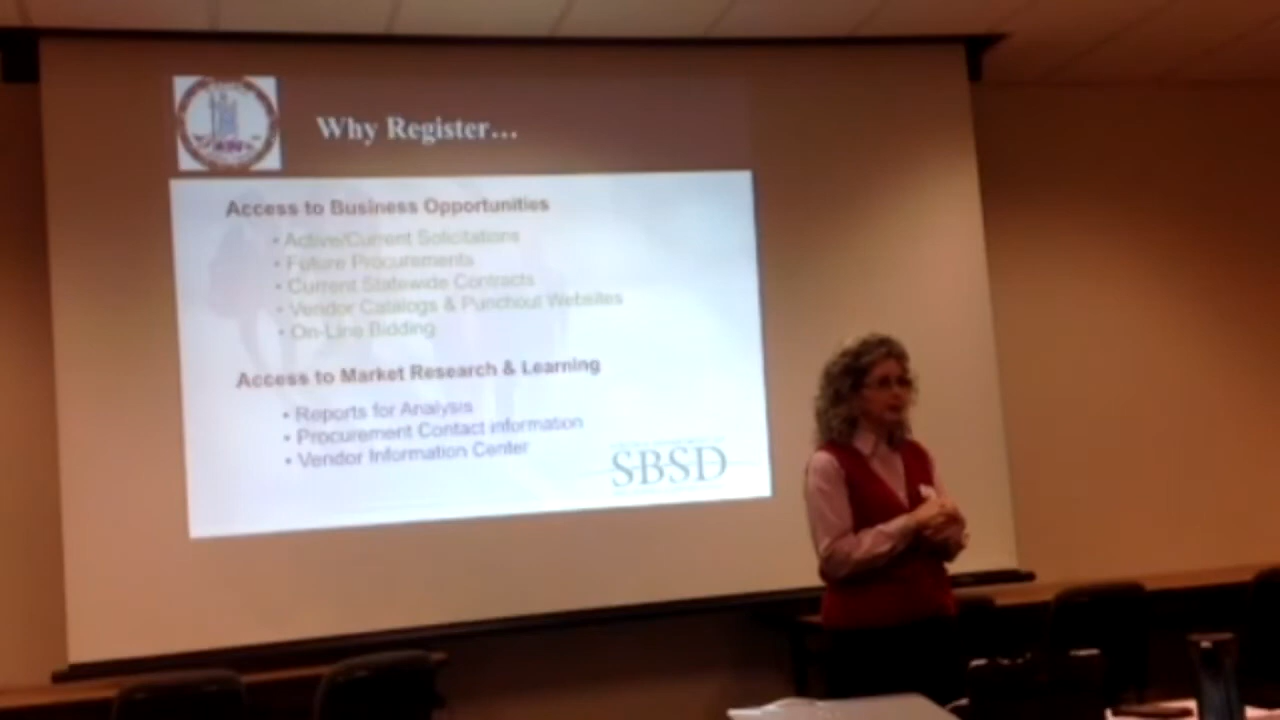 Why Register...
Access to Business Opportunities
• Active/Current Solicitations
• Future Procurements
• Current Statewide Contracts
• Vendor Catalogs & Punchout Websites
• On-Line Bidding
Access to Market Research & Learning
• Reports for Analysis
• Procurement Contact information
• Vendor Information Center
SBSD